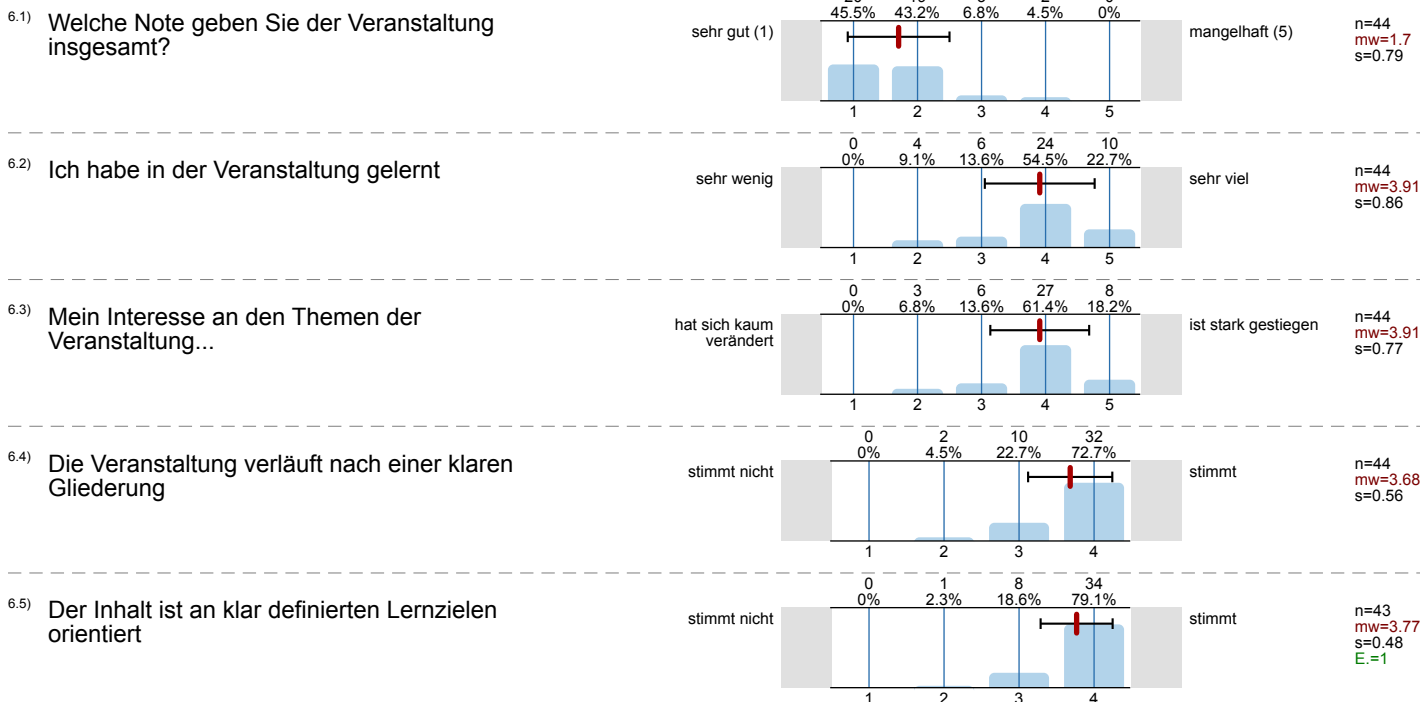 45.5% 43.2% 6.8% 4.5% 0%
6.1) Welche Note geben Sie der Veranstaltung
insgesamt?
sehr gut (1)
mangelhaft (5)
n=44
mw=1.7
s=0.79
1 2 3 4 5
6.2) Ich habe in der Veranstaltung gelernt
0 4 6 24 10
0% 9.1% 13.6% 54.5% 22.7%
sehr wenig
sehr viel
n=44
mw=3.91
s=0.86
1 2 3 4 5
6.3) Mein Interesse an den Themen der
Veranstaltung...
0 3 6 27 8
0% 6.8% 13.6% 61.4% 18.2%
hat sich kaum
verändert
ist stark gestiegen
n=44
mw=3.91
s=0.77
1 2 3 4 5
6.4) Die Veranstaltung verläuft nach einer klaren
Gliederung
0 2 10 32
0% 4.5% 22.7% 72.7%
stimmt nicht
stimmt
n=44
mw=3.68
s=0.56
1 2 3 4
6.5) Der Inhalt ist an klar definierten Lernzielen
orientiert
0 1 8 34
0% 2.3% 18.6% 79.1%
stimmt nicht
stimmt
n=43
mw=3.77
s=0.48
E.=1
1 2 3 4